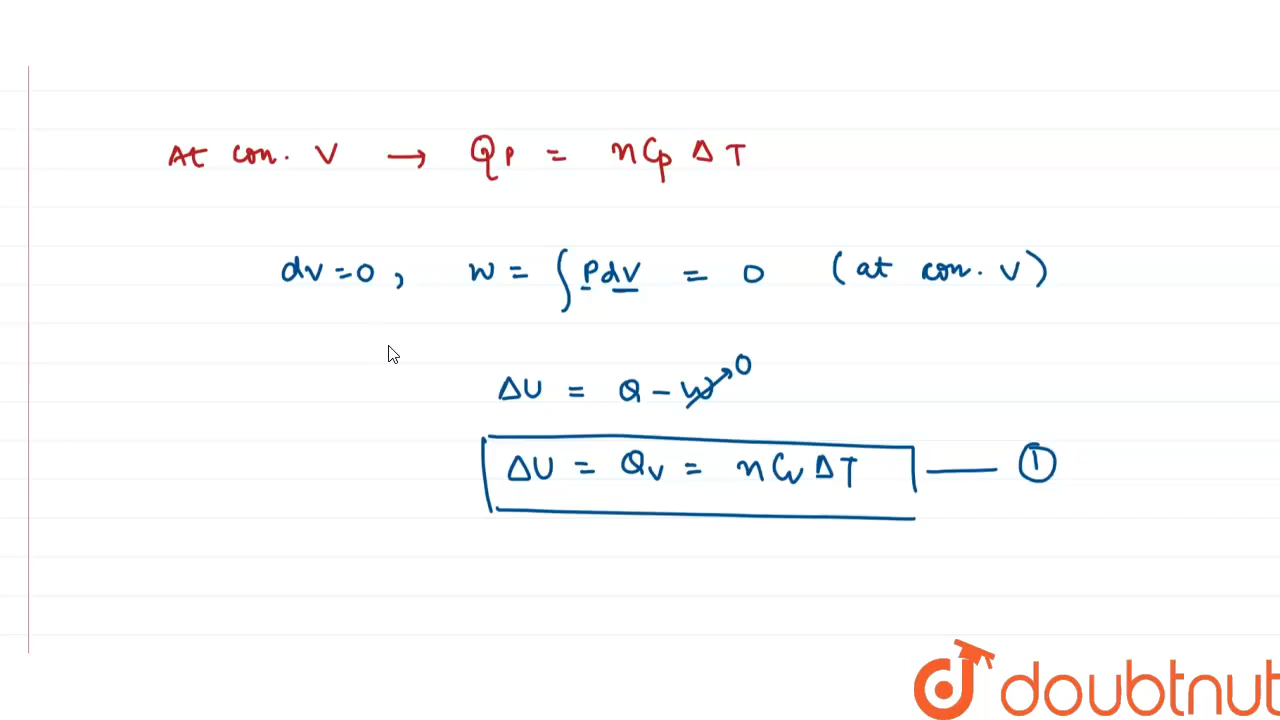 At con. V → Qp = nCp ΔT
dv=0, W = ∫PdV = 0 (at con. V)
ΔU = Q - W→0
ΔU = Qv = nCv ΔT —— ①
doubtnut